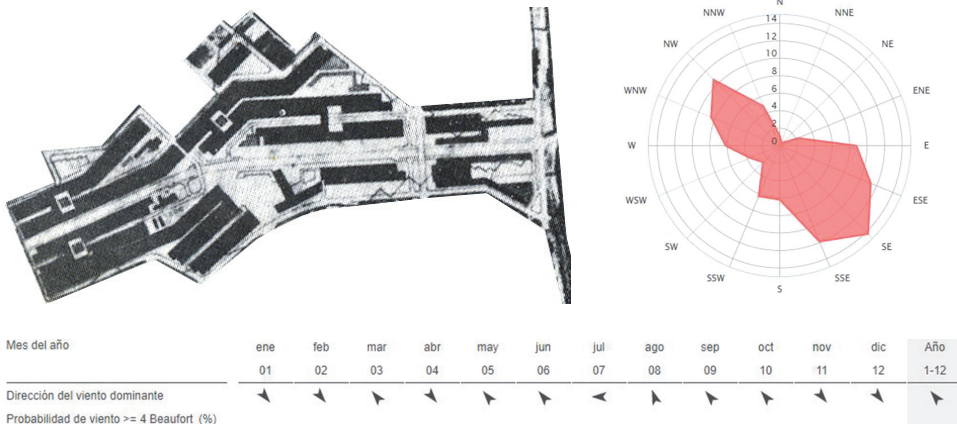 N
NNE
NE
ENE
E
ESE
SE
SSE
S
SSW
SW
WSW
W
WNW
NW
NNW
14
12
10
8
6
4
2
0
Mes del año ene feb mar abr may jun jul ago sep oct nov dic Año
01 02 03 04 05 06 07 08 09 10 11 12 1-12
Dirección del viento dominante
Probabilidad de viento >= 4 Beaufort (%)